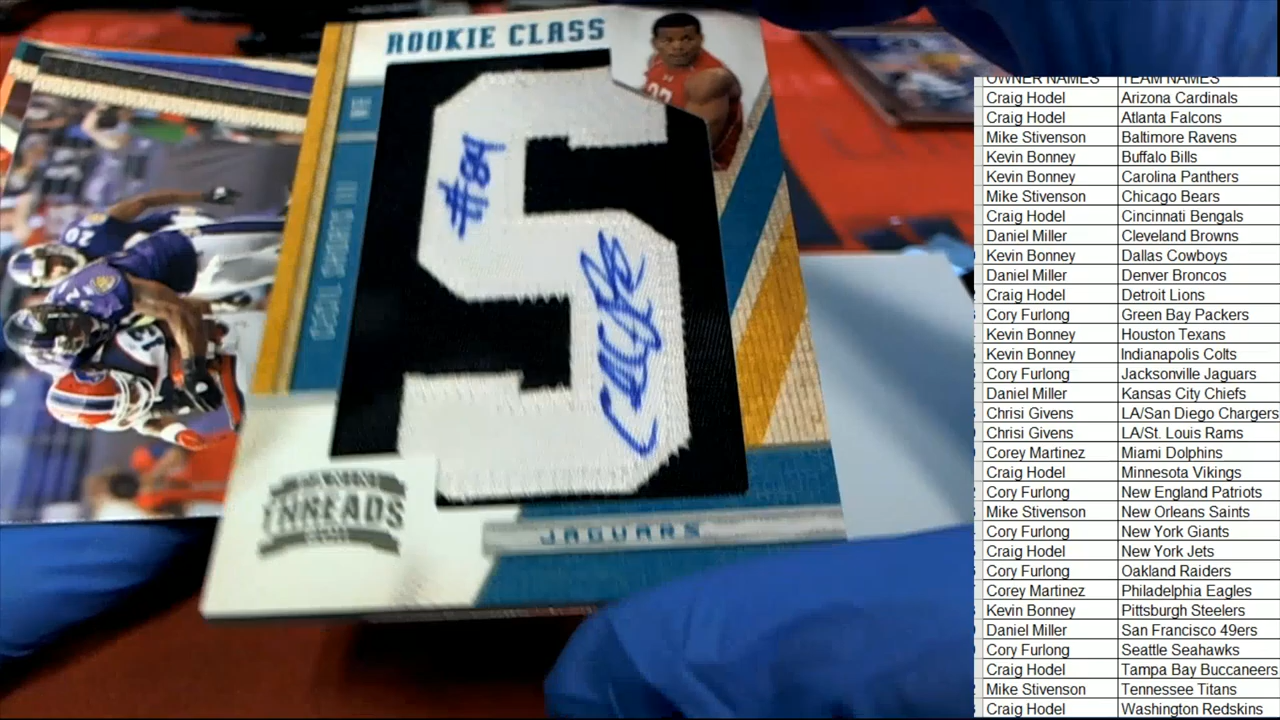 ROOKIE CLASS
WR
CECIL SHORTS III
#84
S
THREADS
JAGUARS
OWNER NAMES TEAM NAMES
Craig Hodel Arizona Cardinals
Craig Hodel Atlanta Falcons
Mike Stivenson Baltimore Ravens
Kevin Bonney Buffalo Bills
Kevin Bonney Carolina Panthers
Mike Stivenson Chicago Bears
Craig Hodel Cincinnati Bengals
Daniel Miller Cleveland Browns
Kevin Bonney Dallas Cowboys
Daniel Miller Denver Broncos
Craig Hodel Detroit Lions
Cory Furlong Green Bay Packers
Kevin Bonney Houston Texans
Kevin Bonney Indianapolis Colts
Cory Furlong Jacksonville Jaguars
Daniel Miller Kansas City Chiefs
Chrisi Givens LA/San Diego Chargers
Chrisi Givens LA/St. Louis Rams
Corey Martinez Miami Dolphins
Craig Hodel Minnesota Vikings
Cory Furlong New England Patriots
Mike Stivenson New Orleans Saints
Cory Furlong New York Giants
Craig Hodel New York Jets
Cory Furlong Oakland Raiders
Corey Martinez Philadelphia Eagles
Kevin Bonney Pittsburgh Steelers
Daniel Miller San Francisco 49ers
Cory Furlong Seattle Seahawks
Craig Hodel Tampa Bay Buccaneers
Mike Stivenson Tennessee Titans
Craig Hodel Washington Redskins